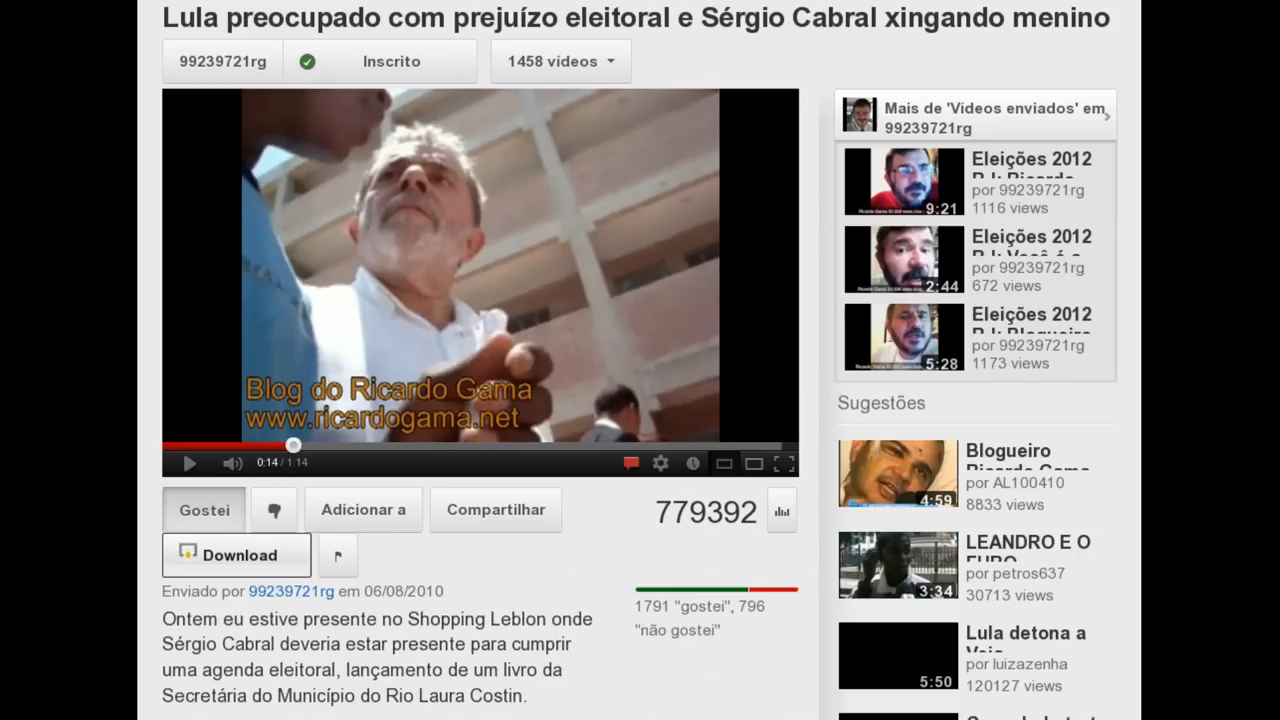 Lula preocupado com prejuízo eleitoral e Sérgio Cabral xingando menino
99239721rg
Inscrito
1458 vídeos
Blog do Ricardo Gama
www.ricardogama.net
0:14 / 1:14
Gostei
Adicionar a
Compartilhar
779392
Download
Enviado por 99239721rg em 06/08/2010
1791 "gostei", 796
"não gostei"
Ontem eu estive presente no Shopping Leblon onde
Sérgio Cabral deveria estar presente para cumprir
uma agenda eleitoral, lançamento de um livro da
Secretária do Município do Rio Laura Costin.
Mais de 'Vídeos enviados' em
99239721rg
Eleições 2012
por 99239721rg
1116 views
9:21
Eleições 2012
por 99239721rg
672 views
2:44
Eleições 2012
por 99239721rg
1173 views
5:28
Sugestões
Blogueiro
Ricardo Gama
por AL100410
8833 views
4:59
LEANDRO E O
por petros637
30713 views
3:34
Lula detona a
por luizazenha
120127 views
5:50